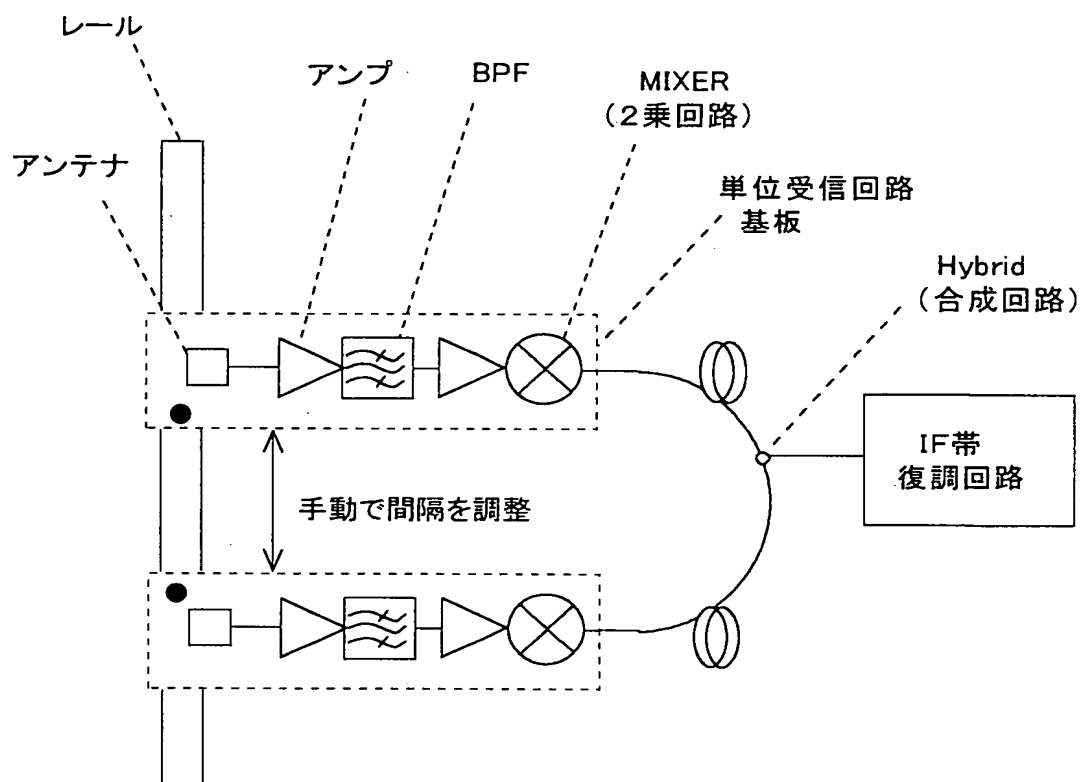 レール
アンプ
BPF
MIXER
(2乗回路)
アンテナ
単位受信回路
基板
Hybrid
(合成回路)
IF帯
復調回路
手動で間隔を調整